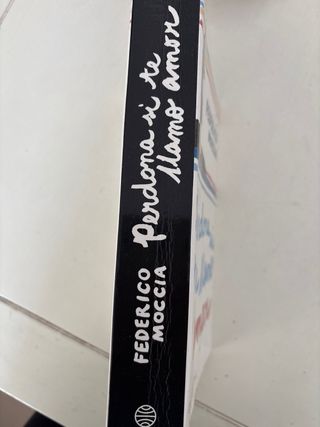 FEDERICO
MOCCIA
Perdona si te
llamo amor